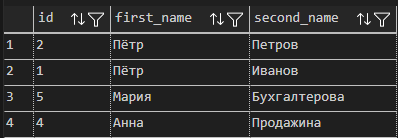 id first_name second_name
1 2 Пётр Петров
2 1 Пётр Иванов
3 5 Мария Бухгалтерова
4 4 Анна Продажина